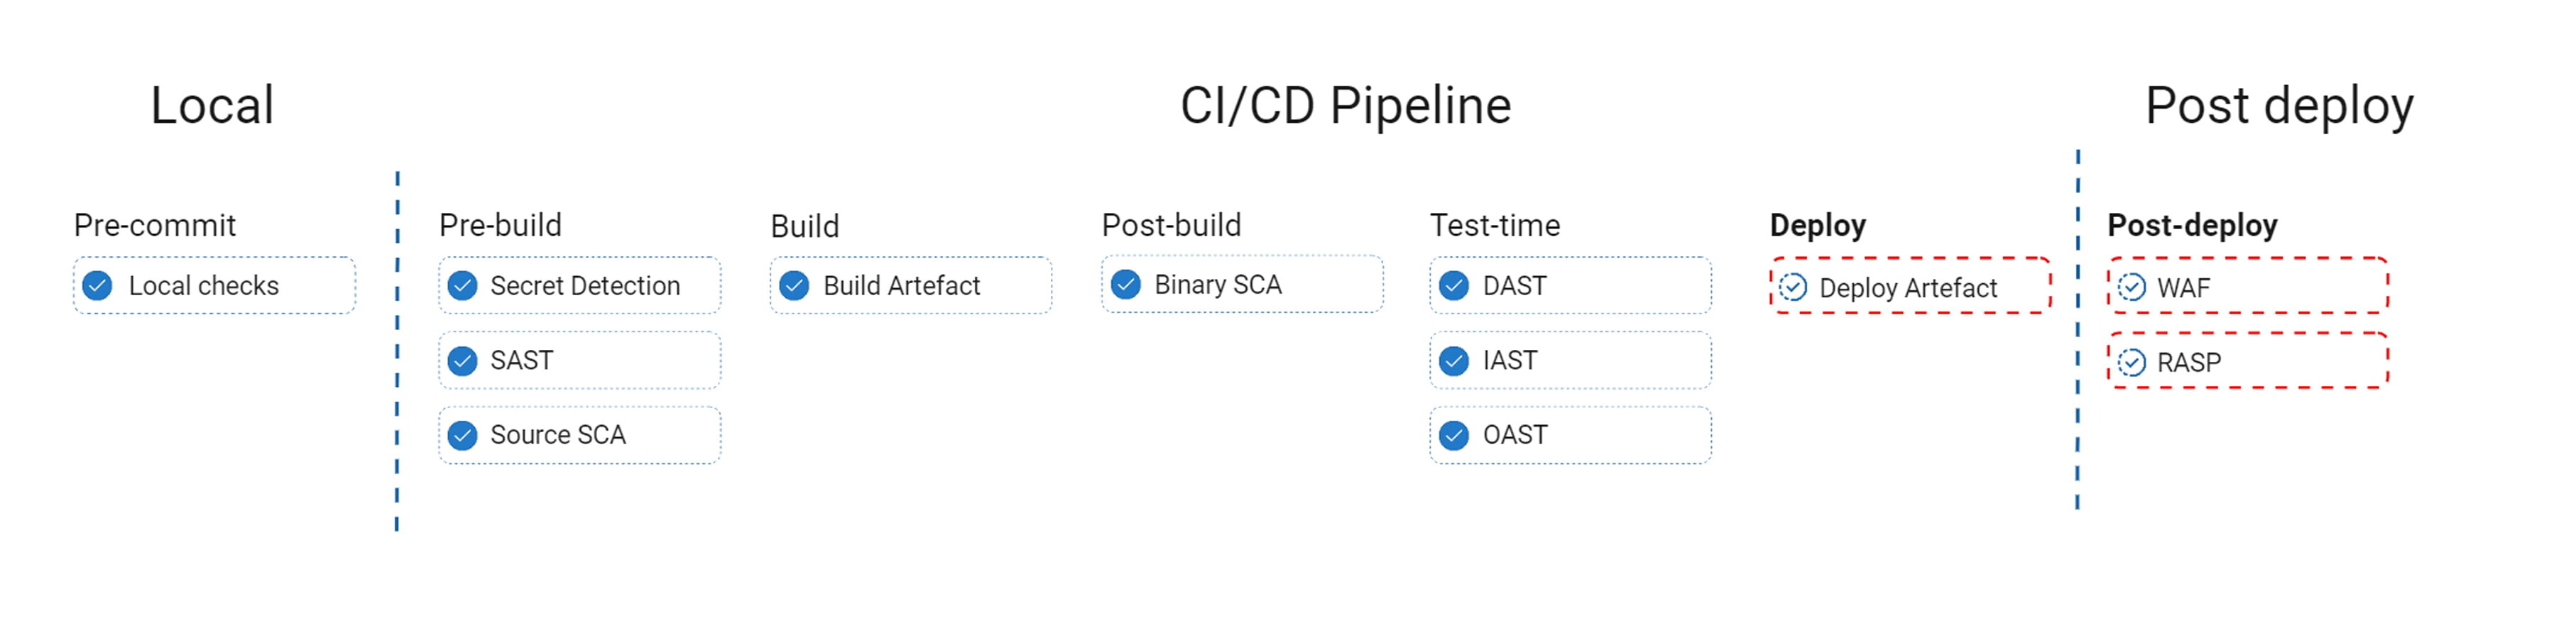 Local
CI/CD Pipeline
Post deploy
Pre-commit
Local checks
Pre-build
Secret Detection
SAST
Source SCA
Build
Build Artefact
Post-build
Binary SCA
Test-time
DAST
IAST
OAST
Deploy
Deploy Artefact
Post-deploy
WAF
RASP